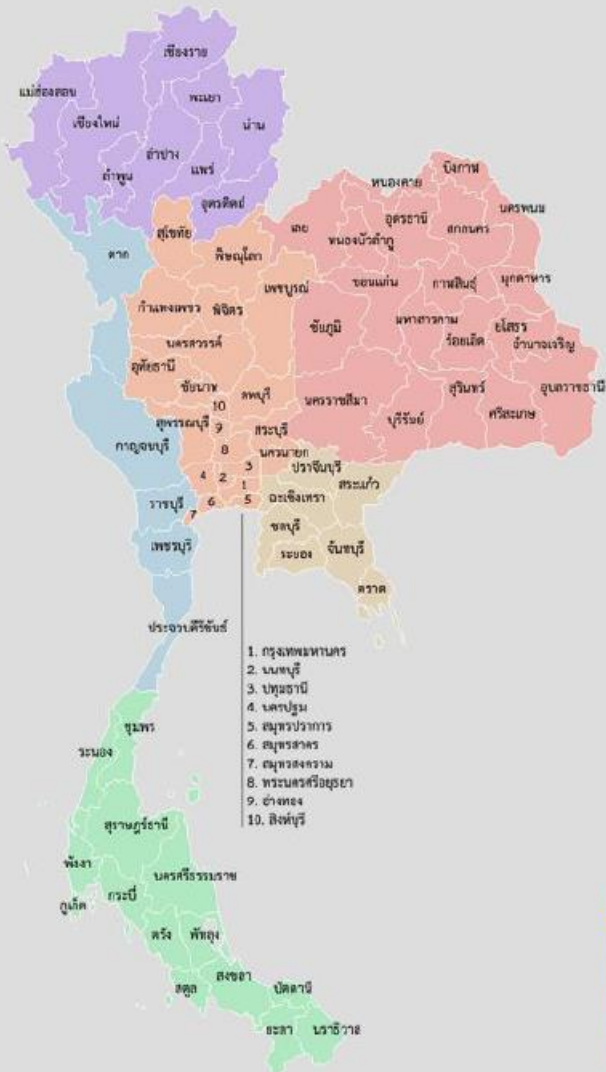 เชียงราย
แม่ฮ่องสอน
พะเยา
เชียงใหม่
น่าน
ลำปาง
แพร่
ลำพูน
อุตรดิตถ์
บึงกาฬ
หนองคาย
นครพนม
สุโขทัย
เลย
อุดรธานี
สกลนคร
ตาก
พิษณุโลก
หนองบัวลำภู
เพชรบูรณ์
ขอนแก่น
กาฬสินธุ์
มุกดาหาร
กำแพงเพชร
พิจิตร
ชัยภูมิ
มหาสารคาม
ยโสธร
ร้อยเอ็ด
อำนาจเจริญ
นครสวรรค์
อุทัยธานี
ชัยนาท
ลพบุรี
นครราชสีมา
สุรินทร์
อุบลราชธานี
10
สุพรรณบุรี
9
สระบุรี
บุรีรัมย์
ศรีสะเกษ
กาญจนบุรี
8
นครนายก
3
ปราจีนบุรี
4
2
1
สระแก้ว
ราชบุรี
6
5
ฉะเชิงเทรา
7
ชลบุรี
เพชรบุรี
ระยอง
จันทบุรี
ตราด
ประจวบคีรีขันธ์
1. กรุงเทพมหานคร
2. นนทบุรี
3. ปทุมธานี
4. นครปฐม
5. สมุทรปราการ
6. สมุทรสาคร
7. สมุทรสงคราม
8. พระนครศรีอยุธยา
9. อ่างทอง
10. สิงห์บุรี
ชุมพร
ระนอง
สุราษฎร์ธานี
พังงา
นครศรีธรรมราช
กระบี่
ภูเก็ต
ตรัง
พัทลุง
สงขลา
สตูล
ปัตตานี
ยะลา
นราธิวาส